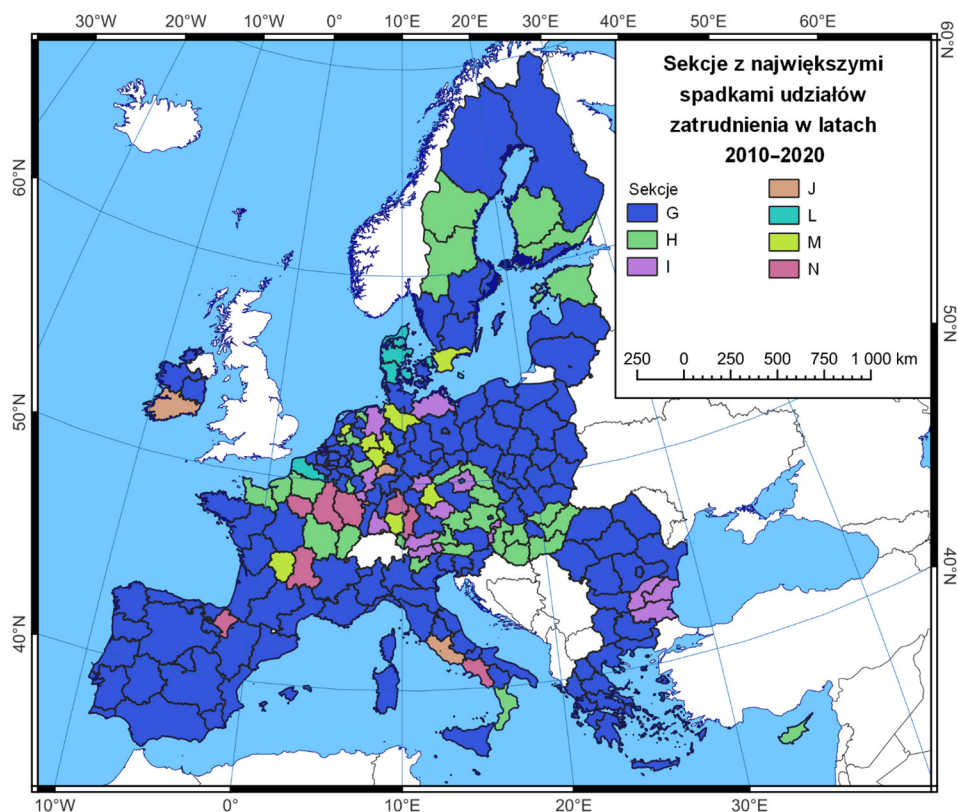 30°W 20°W 10°W 0° 10°E 20°E 30°E 40°E 50°E 60°E
60°N
Sekcje z największymi
spadkami udziałów
zatrudnienia w latach
2010–2020
Sekcje
G
H
I
J
L
M
N
250 0 250 500 750 1 000 km
60°N
50°N
50°N
40°N
40°N
10°W 0° 10°E 20°E 30°E